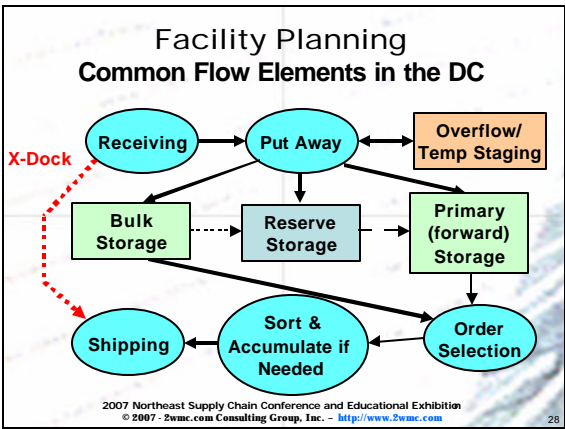 Facility Planning
Common Flow Elements in the DC
Receiving
Put Away
Overflow/
Temp Staging
X-Dock
Bulk
Storage
Reserve
Storage
Primary
(forward)
Storage
Shipping
Sort &
Accumulate if
Needed
Order
Selection
2007 Northeast Supply Chain Conference and Educational Exhibition
© 2007 - 2wmc.com Consulting Group, Inc. – http://www.2wmc.com
28